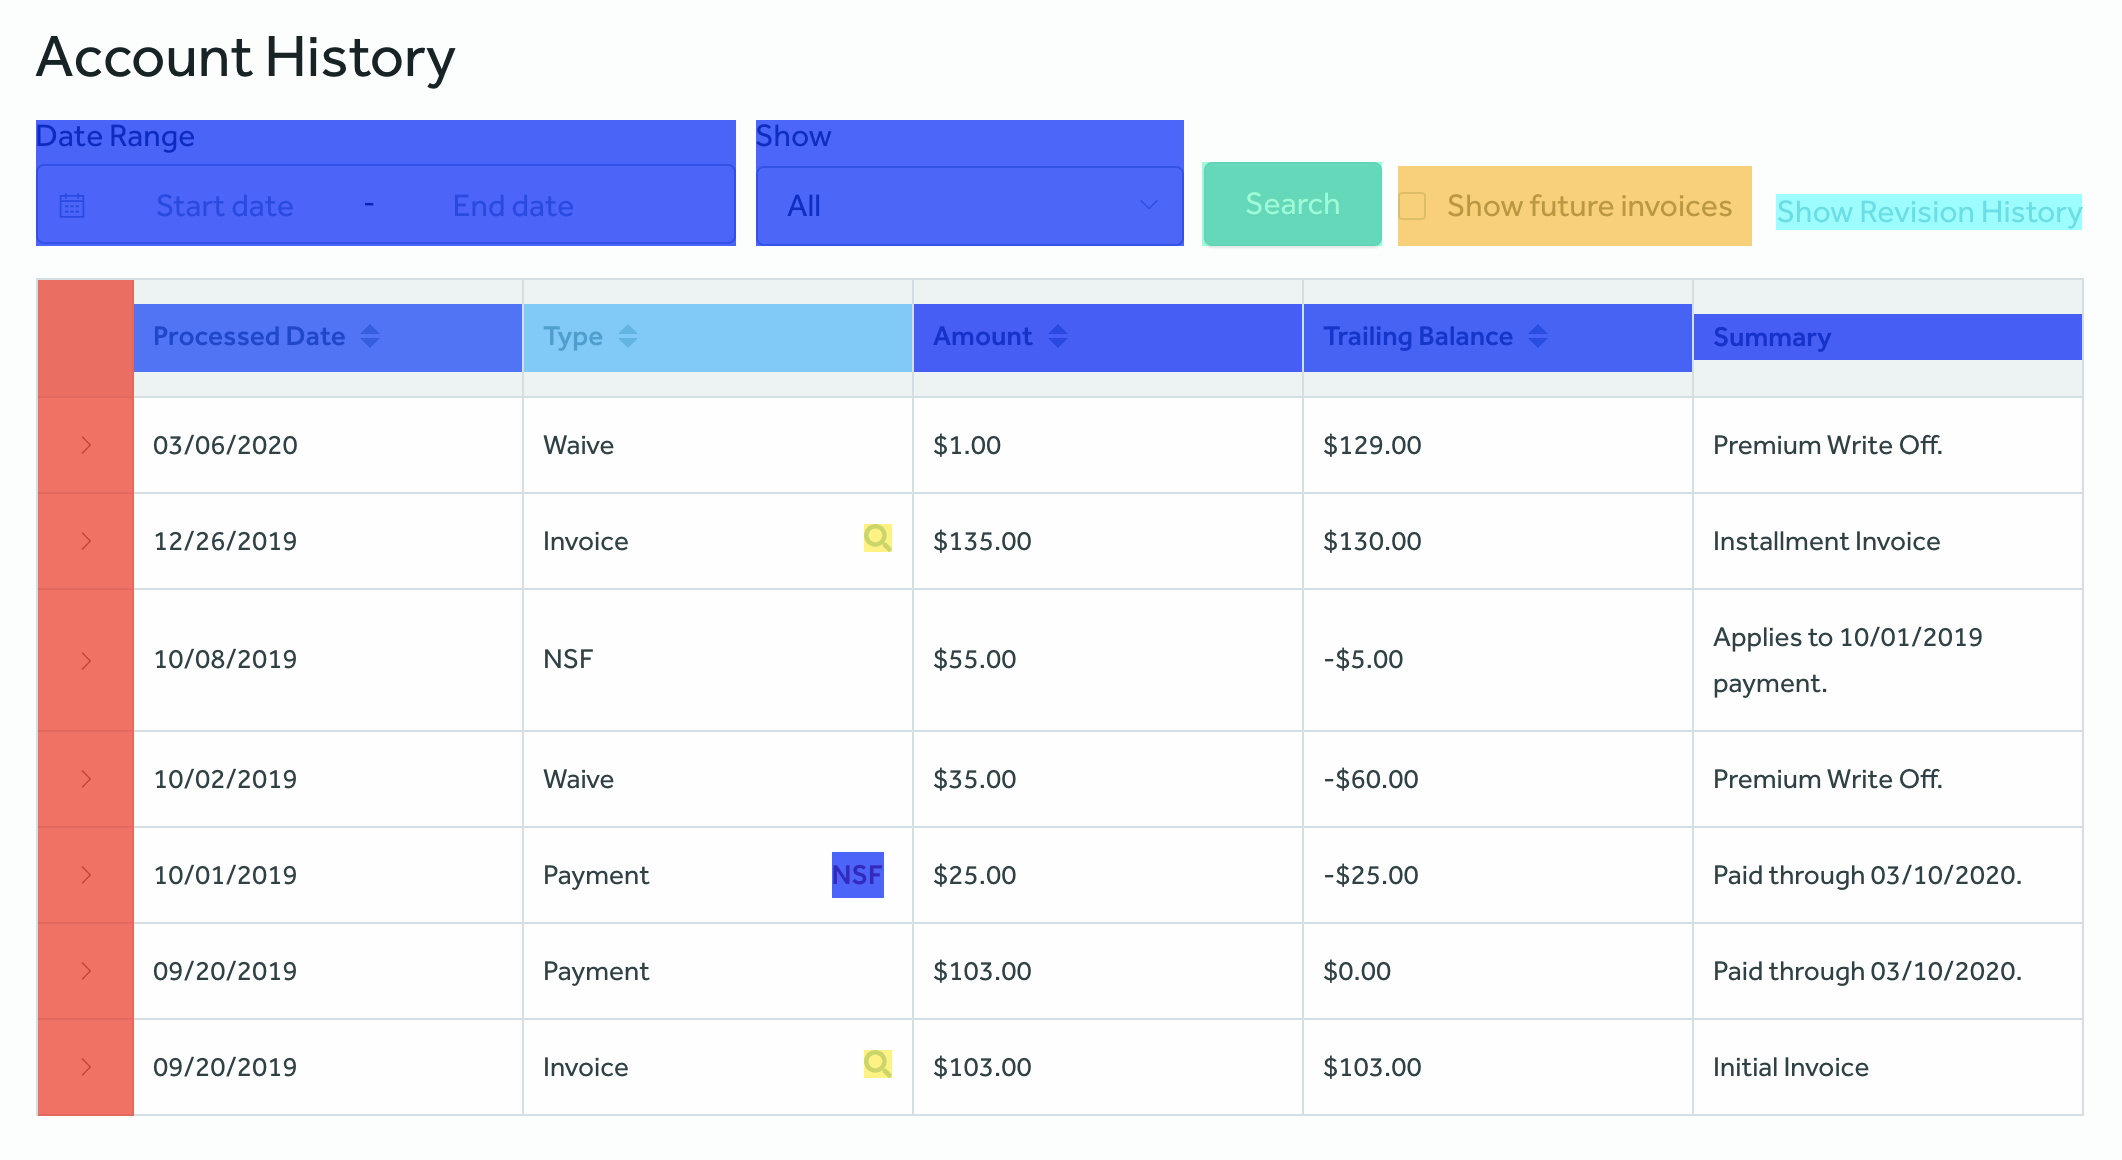 Account History
Date Range
Show
Start date - End date
All
Search
Show future invoices
Show Revision History
Processed Date Type Amount Trailing Balance Summary
03/06/2020 Waive $1.00 $129.00 Premium Write Off.
12/26/2019 Invoice $135.00 $130.00 Installment Invoice
10/08/2019 NSF $55.00 -$5.00 Applies to 10/01/2019
payment.
10/02/2019 Waive $35.00 -$60.00 Premium Write Off.
10/01/2019 Payment NSF $25.00 -$25.00 Paid through 03/10/2020.
09/20/2019 Payment $103.00 $0.00 Paid through 03/10/2020.
09/20/2019 Invoice $103.00 $103.00 Initial Invoice